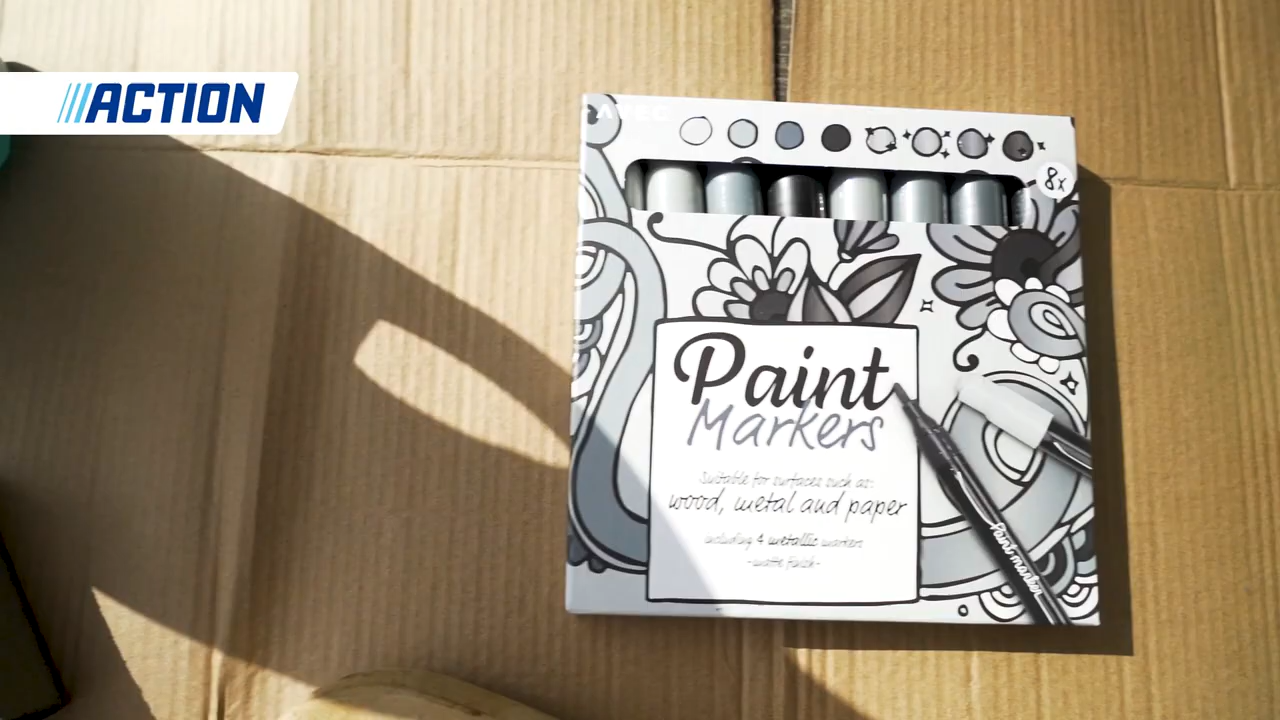 ACTION
8x
Paint
Markers
Suitable for surfaces such as:
wood, metal and paper
including 4 metallic markers
-matte finish-
Paint marker